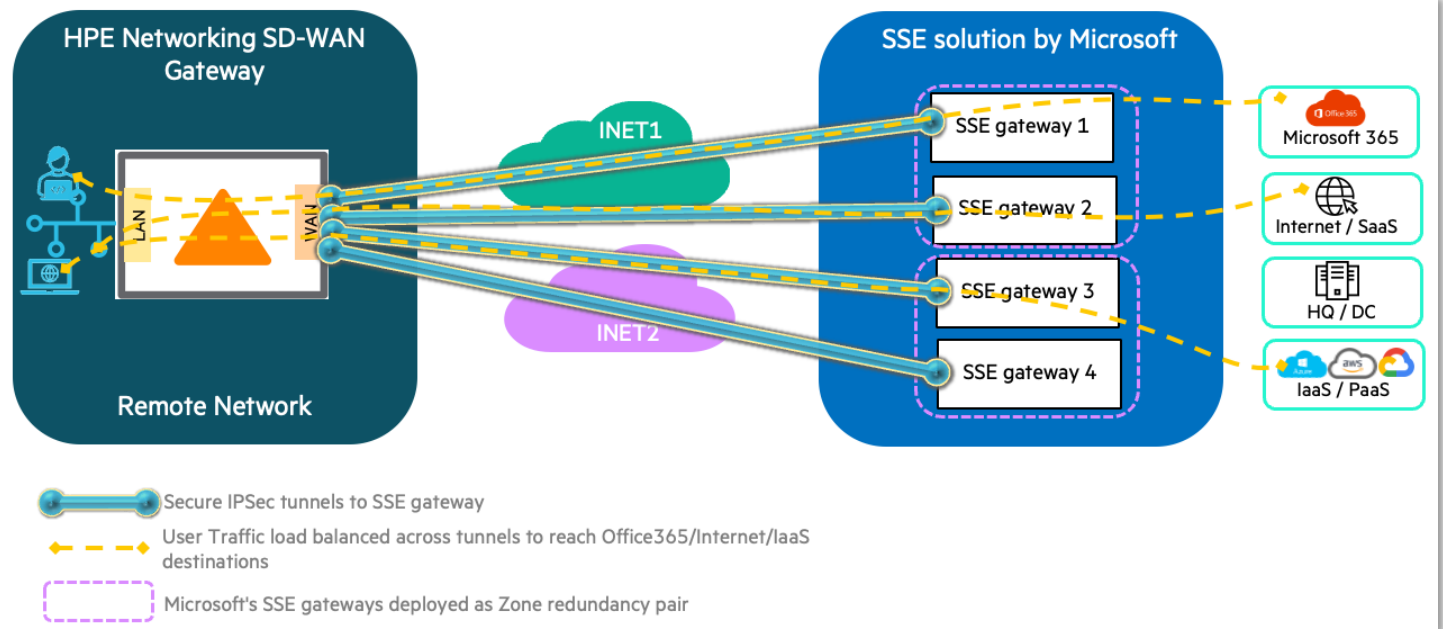 HPE Networking SD-WAN
Gateway
SSE solution by Microsoft
INET1
SSE gateway 1
Office 365
Microsoft 365
LAN
WAN
SSE gateway 2
Internet / SaaS
SSE gateway 3
HQ / DC
INET2
SSE gateway 4
Azure
aws
IaaS / PaaS
Remote Network
Secure IPSec tunnels to SSE gateway
User Traffic load balanced across tunnels to reach Office365/Internet/IaaS
destinations
Microsoft's SSE gateways deployed as Zone redundancy pair